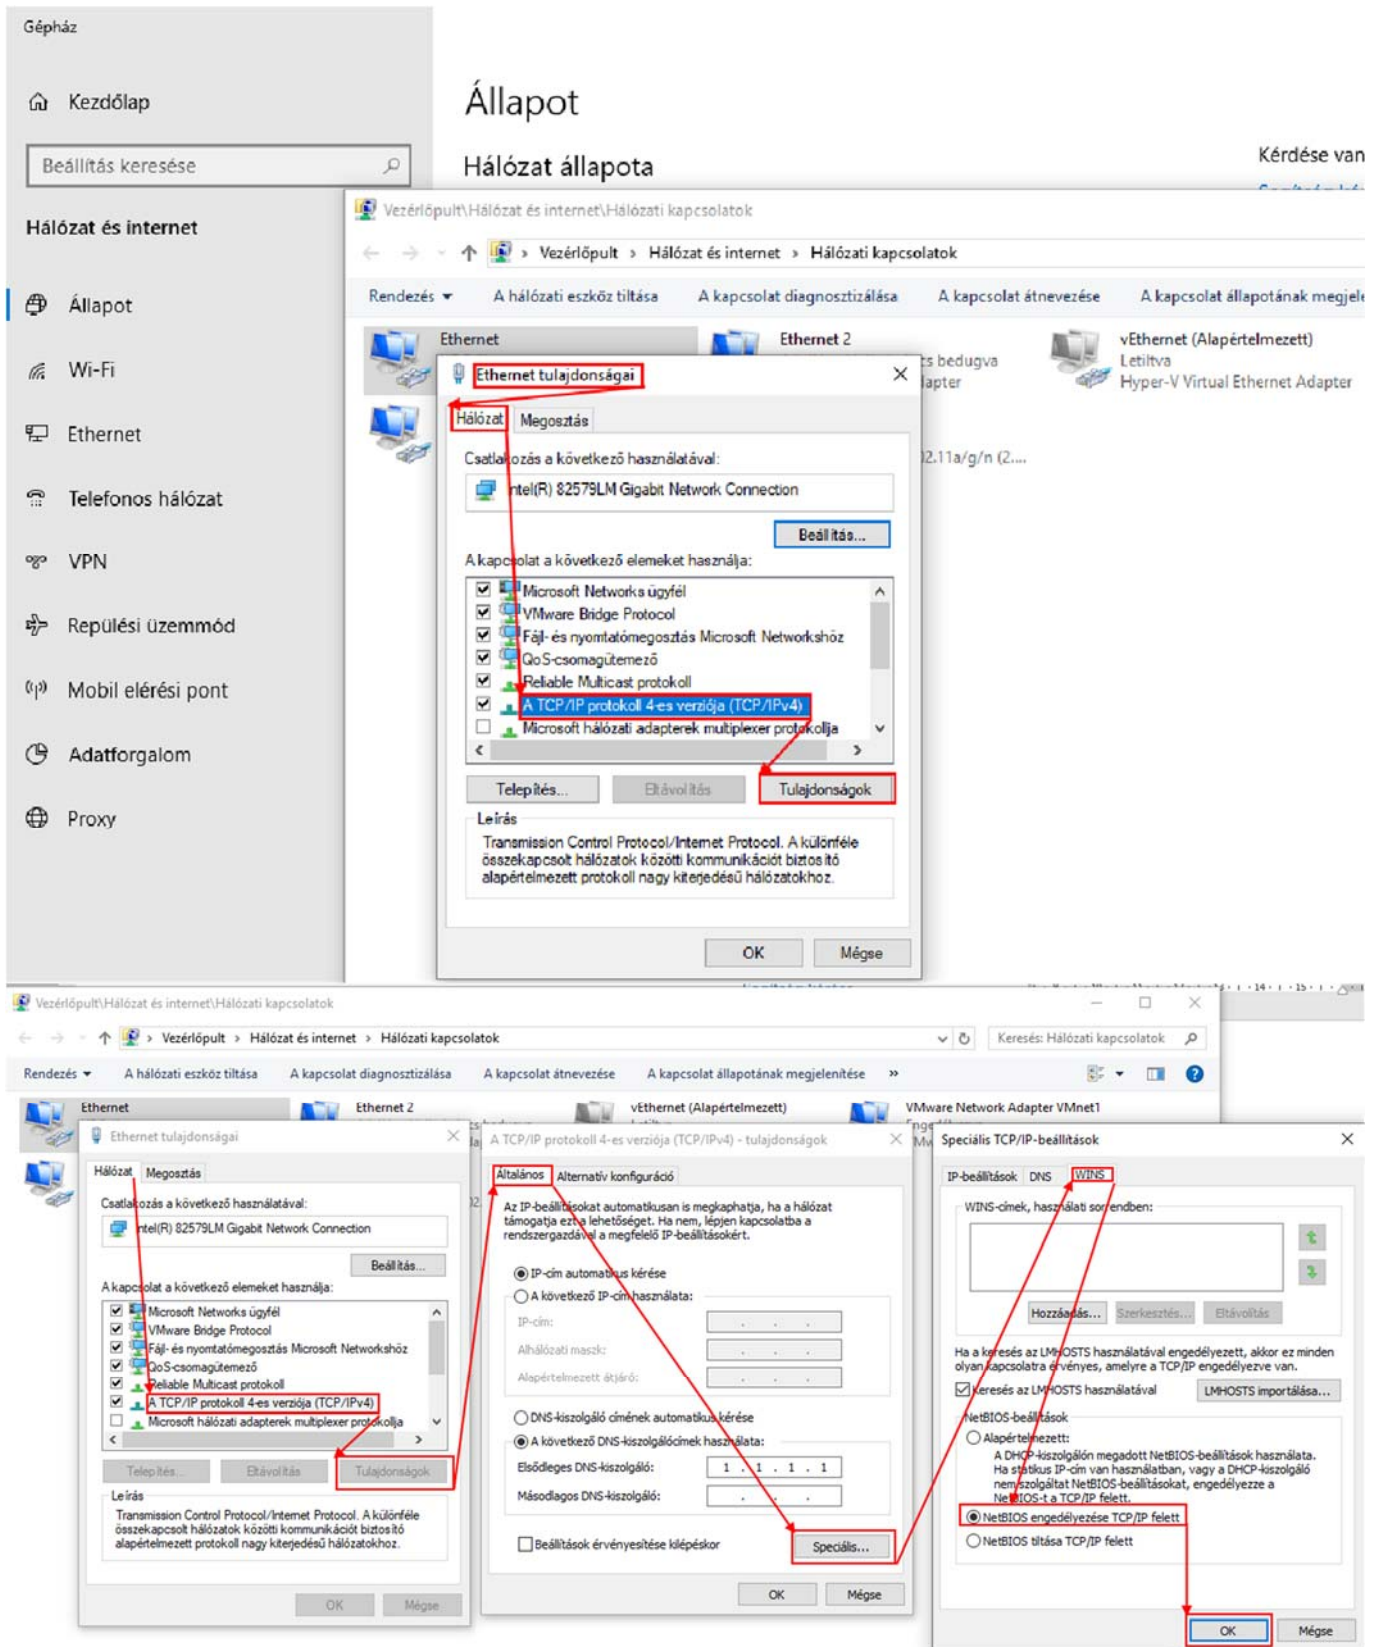 Gépház
Kezdőlap
Beállítás keresése
Hálózat és internet
Állapot
Wi-Fi
Ethernet
Telefonos hálózat
VPN
Repülési üzemmód
Mobil elérési pont
Adatforgalom
Proxy
Állapot
Hálózat állapota
Kérdése van
Vezérlőpult\Hálózat és internet\Hálózati kapcsolatok
Vezérlőpult > Hálózat és internet > Hálózati kapcsolatok
Rendezés A hálózati eszköz tiltása A kapcsolat diagnosztizálása A kapcsolat átnevezése A kapcsolat állapotának megjele
Ethernet
Ethernet 2
cs bedugva
apter
vEthernet (Alapértelmezett)
Letiltva
Hyper-V Virtual Ethernet Adapter
02.11a/g/n (2....
Ethernet tulajdonságai
Hálózat Megosztás
Csatlakozás a következő használatával:
Intel(R) 82579LM Gigabit Network Connection
Beállítás...
A kapcsolat a következő elemeket használja:
Microsoft Networks ügyfél
VMware Bridge Protocol
Fájl- és nyomtatómegosztás Microsoft Networkshöz
QoS-csomagütemező
Reliable Multicast protokoll
A TCP/IP protokoll 4-es verziója (TCP/IPv4)
Microsoft hálózati adapterek multiplexer protokollja
Telepítés... Eltávolítás Tulajdonságok
Leírás
Transmission Control Protocol/Internet Protocol. A különféle
összekapcsolt hálózatok közötti kommunikációt biztosító
alapértelmezett protokoll nagy kiterjedésű hálózatokhoz.
OK Mégse
Vezérlőpult\Hálózat és internet\Hálózati kapcsolatok
Vezérlőpult > Hálózat és internet > Hálózati kapcsolatok
Keresés: Hálózati kapcsolatok
Rendezés A hálózati eszköz tiltása A kapcsolat diagnosztizálása A kapcsolat átnevezése A kapcsolat állapotának megjelenítése »
Ethernet
Ethernet 2
vEthernet (Alapértelmezett)
VMware Network Adapter VMnet1
Ethernet tulajdonságai
Hálózat Megosztás
Csatlakozás a következő használatával:
Intel(R) 82579LM Gigabit Network Connection
Beállítás...
A kapcsolat a következő elemeket használja:
Microsoft Networks ügyfél
VMware Bridge Protocol
Fájl- és nyomtatómegosztás Microsoft Networkshöz
QoS-csomagütemező
Reliable Multicast protokoll
A TCP/IP protokoll 4-es verziója (TCP/IPv4)
Microsoft hálózati adapterek multiplexer protokollja
Telepítés... Eltávolítás Tulajdonságok
Leírás
Transmission Control Protocol/Internet Protocol. A különféle
összekapcsolt hálózatok közötti kommunikációt biztosító
alapértelmezett protokoll nagy kiterjedésű hálózatokhoz.
OK Mégse
A TCP/IP protokoll 4-es verziója (TCP/IPv4) - tulajdonságok
Általános Alternatív konfiguráció
Az IP-beállításokat automatikusan is megkaphatja, ha a hálózat
támogatja ezt a lehetőséget. Ha nem, lépjen kapcsolatba a
rendszergazdával a megfelelő IP-beállításokért.
IP-cím automatikus kérése
A következő IP-cím használata:
IP-cím:
Alhálózati maszk:
Alapértelmezett átjáró:
DNS-kiszolgáló címének automatikus kérése
A következő DNS-kiszolgálócímek használata:
Elsődleges DNS-kiszolgáló: 1 . 1 . 1 . 1
Másodlagos DNS-kiszolgáló:
Beállítások érvényesítése kilépéskor
Speciális...
OK Mégse
Speciális TCP/IP-beállítások
IP-beállítások DNS WINS
WINS-címek, használati sorrendben:
Hozzáadás... Szerkesztés... Eltávolítás
Ha a keresés az LMHOSTS használatával engedélyezett, akkor ez minden
olyan kapcsolatra érvényes, amelyre a TCP/IP engedélyezve van.
Keresés az LMHOSTS használatával
LMHOSTS importálása...
NetBIOS-beállítások
Alapértelmezett:
A DHCP-kiszolgálón megadott NetBIOS-beállítások használata.
Ha statikus IP-cím van használatban, vagy a DHCP-kiszolgáló
nem szolgáltat NetBIOS-beállításokat, engedélyezze a
NetBIOS-t a TCP/IP felett.
NetBIOS engedélyezése TCP/IP felett
NetBIOS tiltása TCP/IP felett
OK Mégse